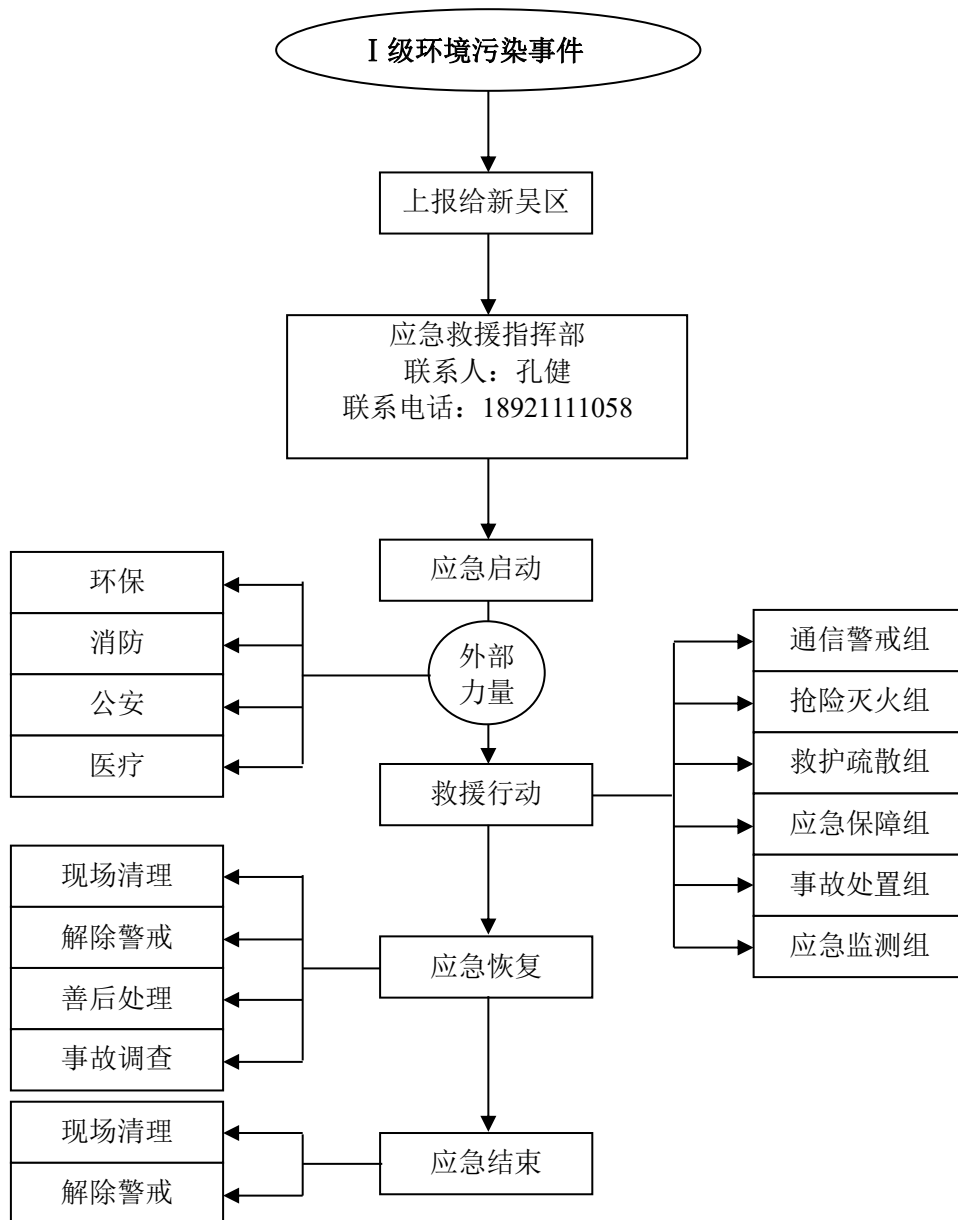 Ⅰ级环境污染事件
上报给新吴区
应急救援指挥部
联系人：孔健
联系电话：18921111058
应急启动
环保
消防
公安
医疗
外部
力量
通信警戒组
抢险灭火组
救护疏散组
应急保障组
事故处置组
应急监测组
救援行动
现场清理
解除警戒
善后处理
事故调查
应急恢复
现场清理
解除警戒
应急结束